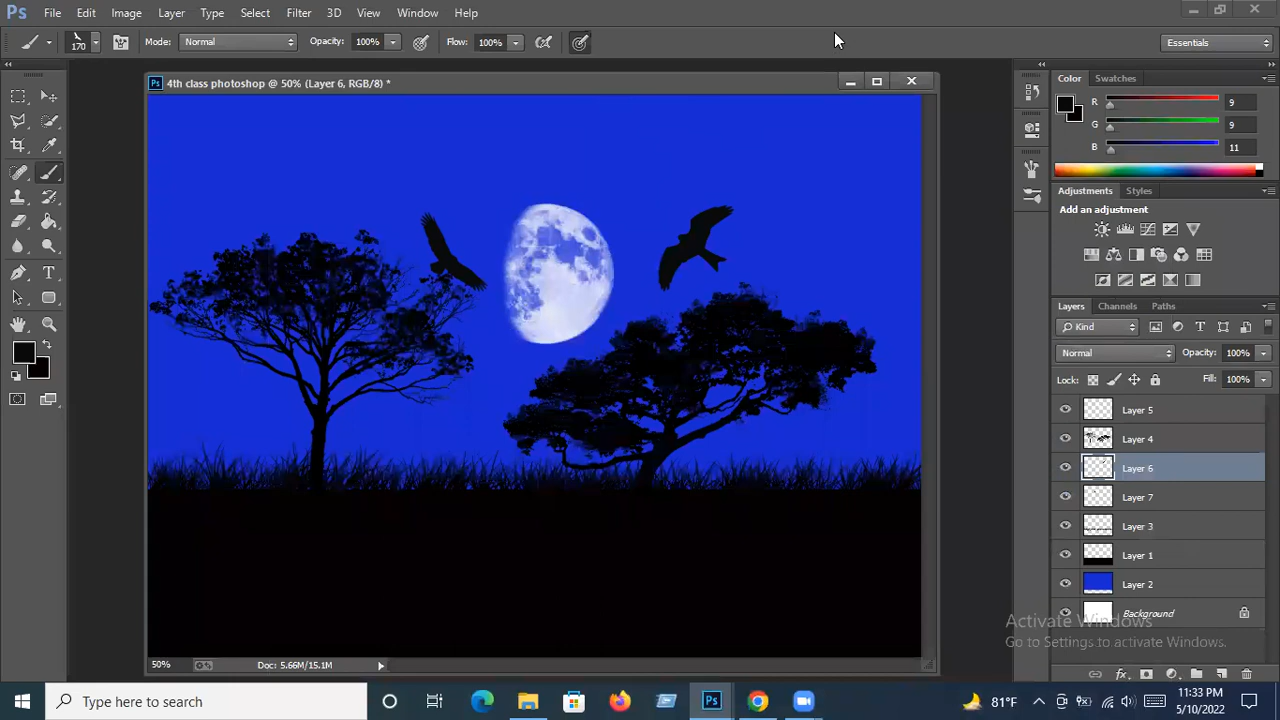 Ps File Edit Image Layer Type Select Filter 3D View Window Help
170 Mode: Normal Opacity: 100% Flow: 100% Essentials
Ps 4th class photoshop @ 50% (Layer 6, RGB/8) *
Color Swatches
R 9
G 9
B 11
Adjustments Styles
Add an adjustment
Layers Channels Paths
Kind
Normal Opacity: 100%
Lock: Fill: 100%
Layer 5
Layer 4
Layer 6
Layer 7
Layer 3
Layer 1
Layer 2
Background
Activate Windows
Go to Settings to activate Windows.
50% Doc: 5.66M/15.1M
Type here to search
Ps
81°F
11:33 PM
5/10/2022